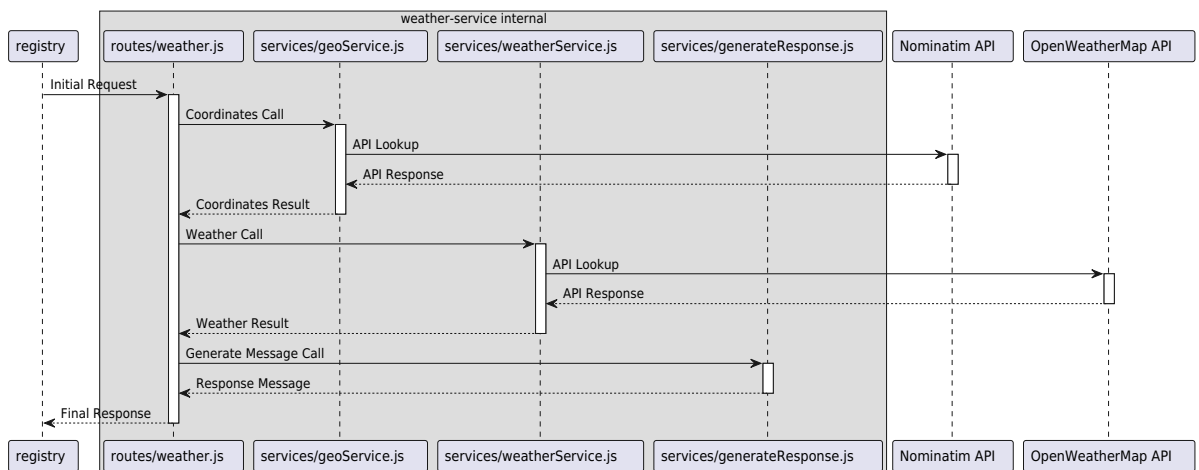 weather-service internal
registry
routes/weather.js
services/geoService.js
services/weatherService.js
services/generateResponse.js
Nominatim API
OpenWeatherMap API
Initial Request
Coordinates Call
API Lookup
API Response
Coordinates Result
Weather Call
API Lookup
API Response
Weather Result
Generate Message Call
Response Message
Final Response
registry
routes/weather.js
services/geoService.js
services/weatherService.js
services/generateResponse.js
Nominatim API
OpenWeatherMap API